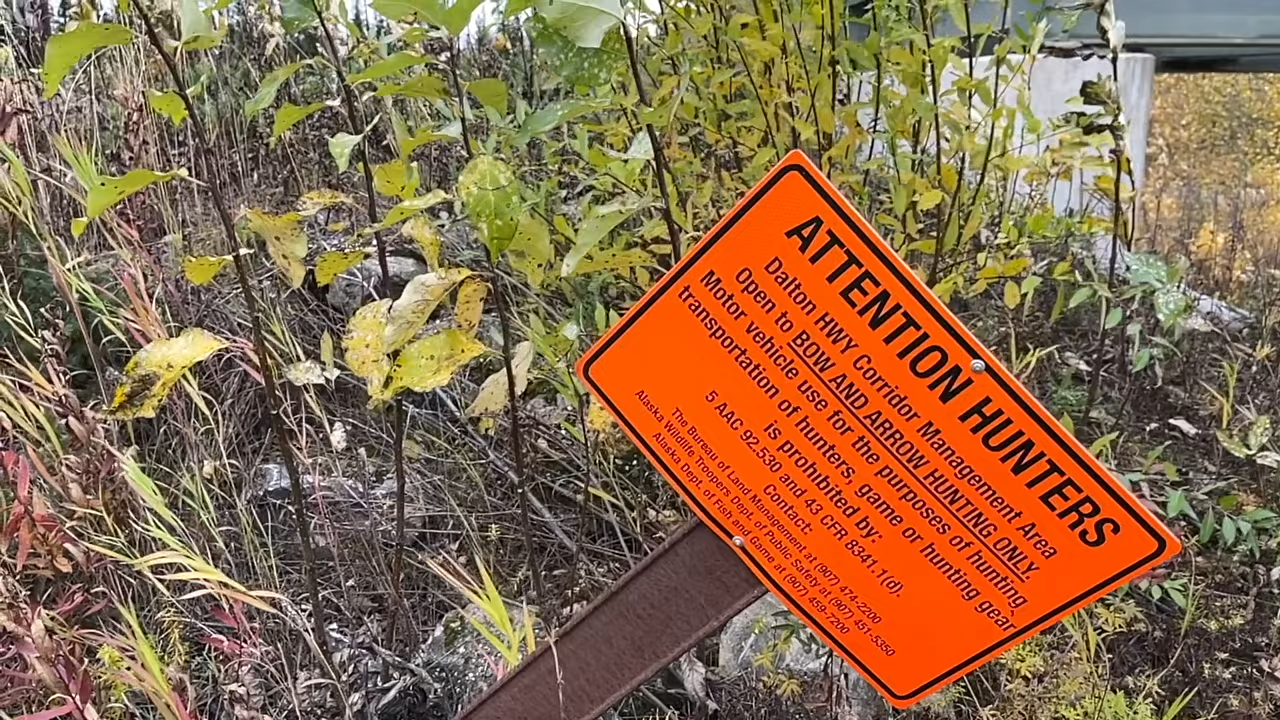 ATTENTION HUNTERS
Dalton HWY Corridor Management Area
Open to BOW AND ARROW HUNTING ONLY.
Motor vehicle use for the purposes of hunting,
transportation of hunters, game or hunting gear
is prohibited by:
5 AAC 92.530 and 43 CFR 8341.1(d).
Contact:
The Bureau of Land Management at (907) 474-2200
Alaska Wildlife Troopers Dept. of Public Safety at (907) 451-5350
Alaska Dept. of Fish and Game at (907) 459-7200